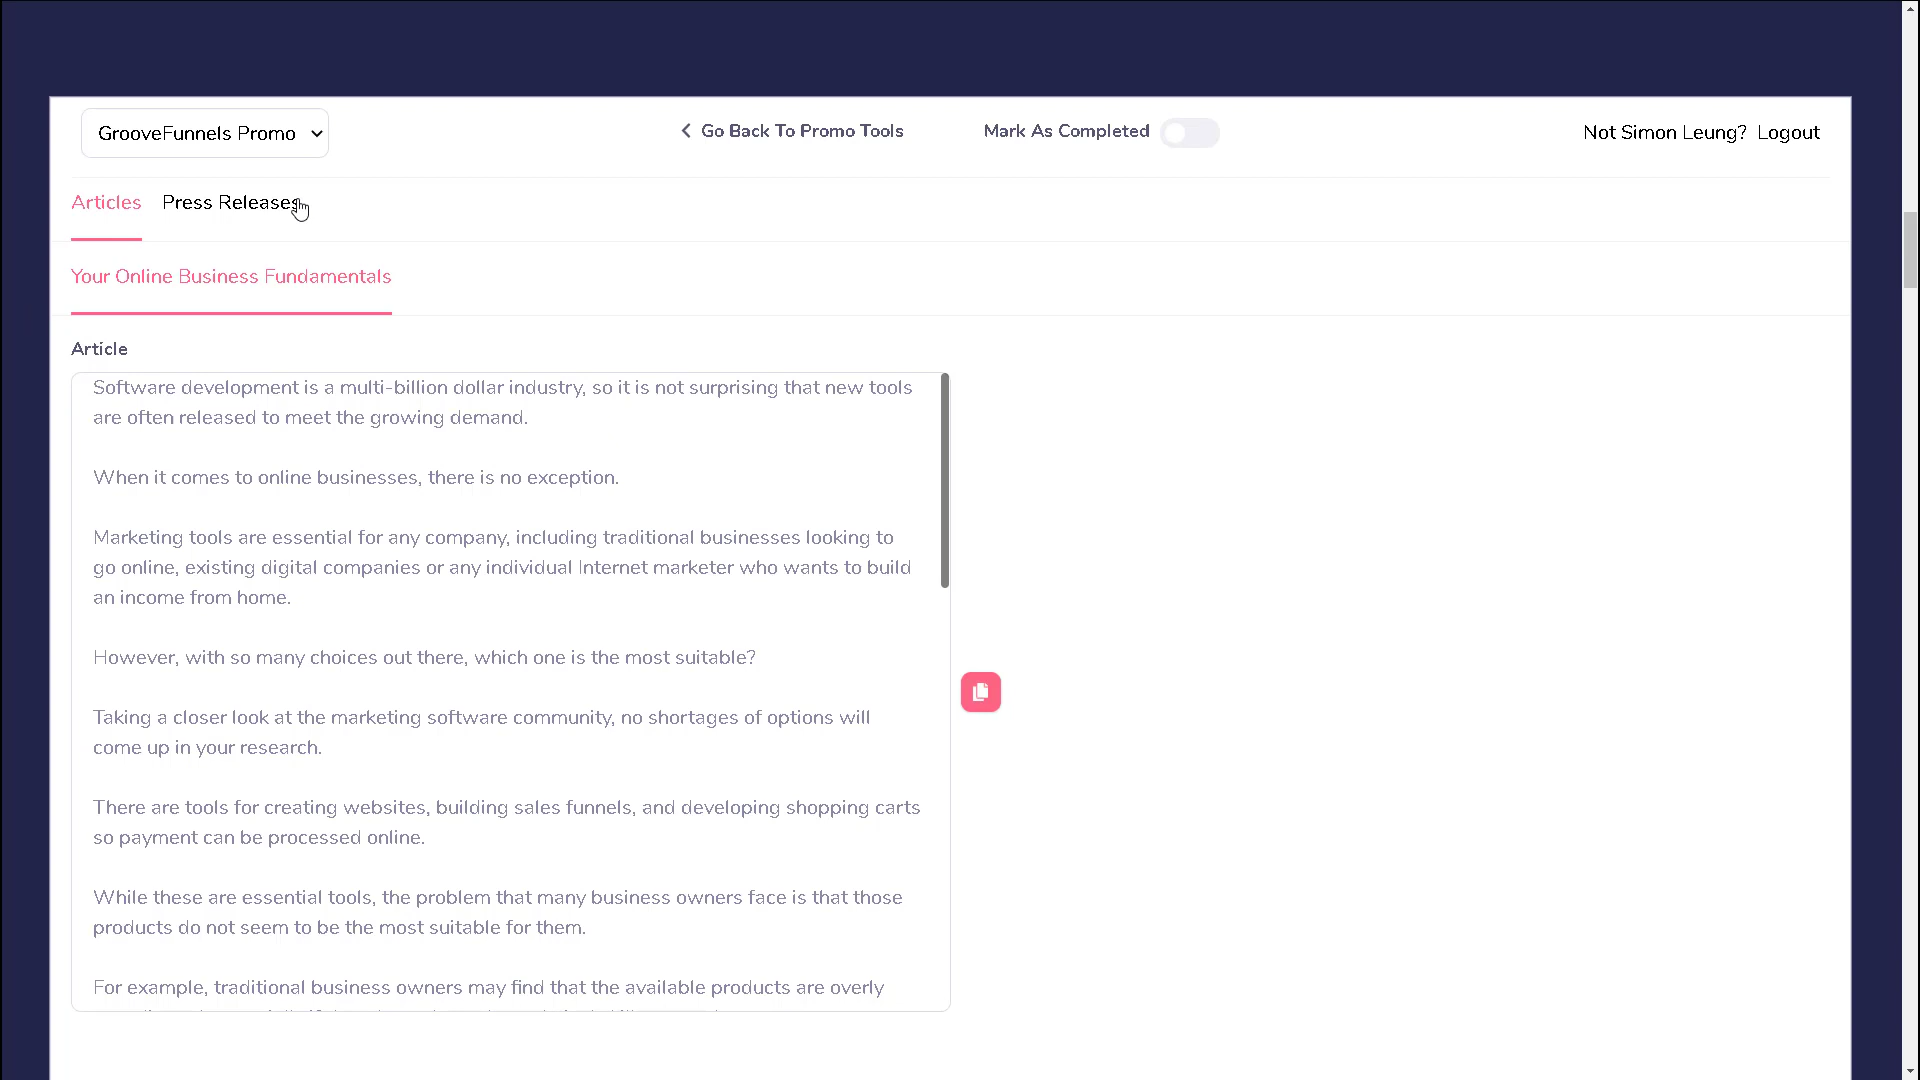 GrooveFunnels Promo
Go Back To Promo Tools
Mark As Completed
Not Simon Leung? Logout
Articles
Press Releases
Your Online Business Fundamentals
Article
Software development is a multi-billion dollar industry, so it is not surprising that new tools
are often released to meet the growing demand.
When it comes to online businesses, there is no exception.
Marketing tools are essential for any company, including traditional businesses looking to
go online, existing digital companies or any individual Internet marketer who wants to build
an income from home.
However, with so many choices out there, which one is the most suitable?
Taking a closer look at the marketing software community, no shortages of options will
come up in your research.
There are tools for creating websites, building sales funnels, and developing shopping carts
so payment can be processed online.
While these are essential tools, the problem that many business owners face is that those
products do not seem to be the most suitable for them.
For example, traditional business owners may find that the available products are overly